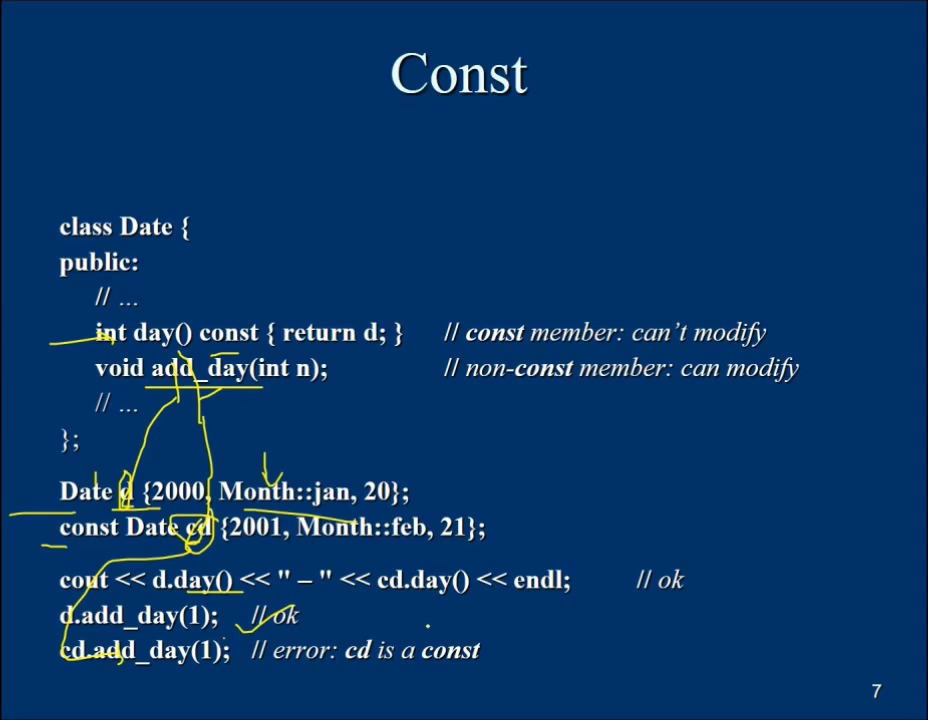 Const
class Date {
public:
// …
int day() const { return d; } // const member: can’t modify
void add_day(int n); // non-const member: can modify
// …
};
Date d {2000, Month::jan, 20};
const Date cd {2001, Month::feb, 21};
cout << d.day() << " – " << cd.day() << endl; // ok
d.add_day(1); // ok
cd.add_day(1); // error: cd is a const
7